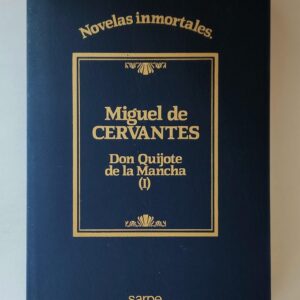 Novelas inmortales.
Miguel de
CERVANTES
Don Quijote
de la Mancha
(I)
sarpe